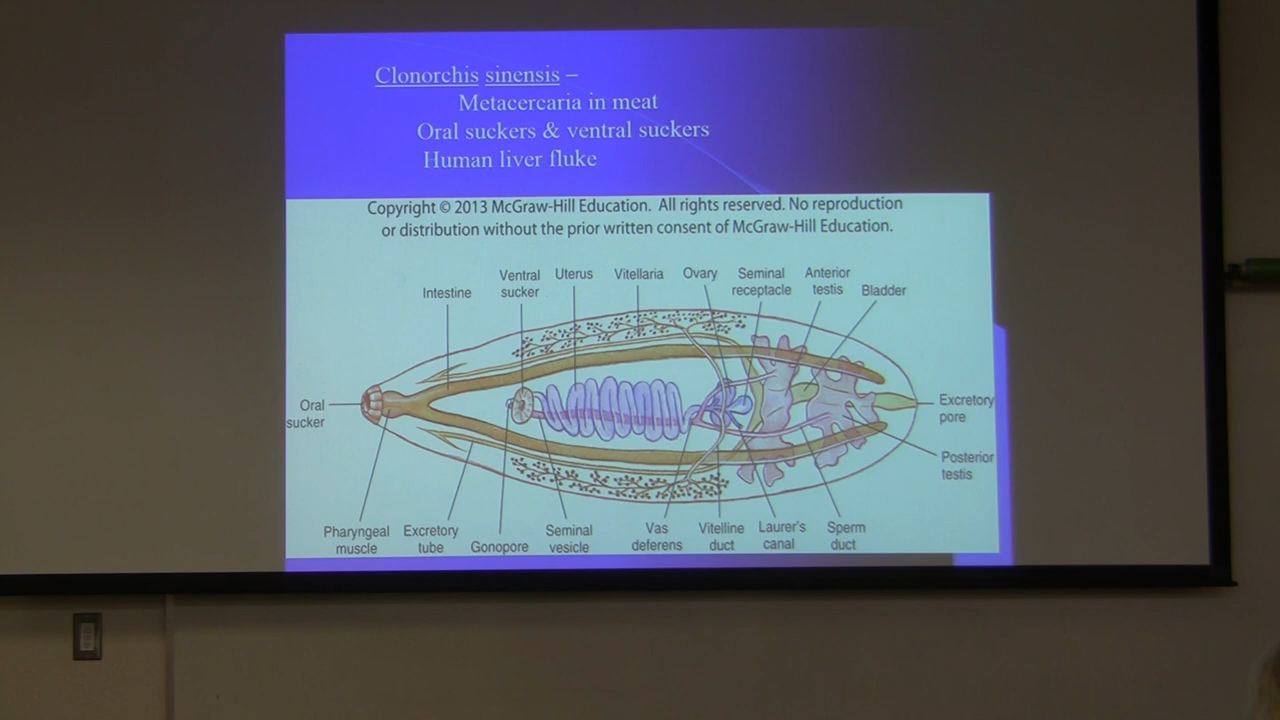 Clonorchis sinensis –
Metacercaria in meat
Oral suckers & ventral suckers
Human liver fluke
Copyright © 2013 McGraw-Hill Education. All rights reserved. No reproduction
or distribution without the prior written consent of McGraw-Hill Education.
Intestine
Ventral
sucker
Uterus
Vitellaria
Ovary
Seminal
receptacle
Anterior
testis
Bladder
Oral
sucker
Excretory
pore
Posterior
testis
Pharyngeal
muscle
Excretory
tube
Gonopore
Seminal
vesicle
Vas
deferens
Vitelline
duct
Laurer's
canal
Sperm
duct